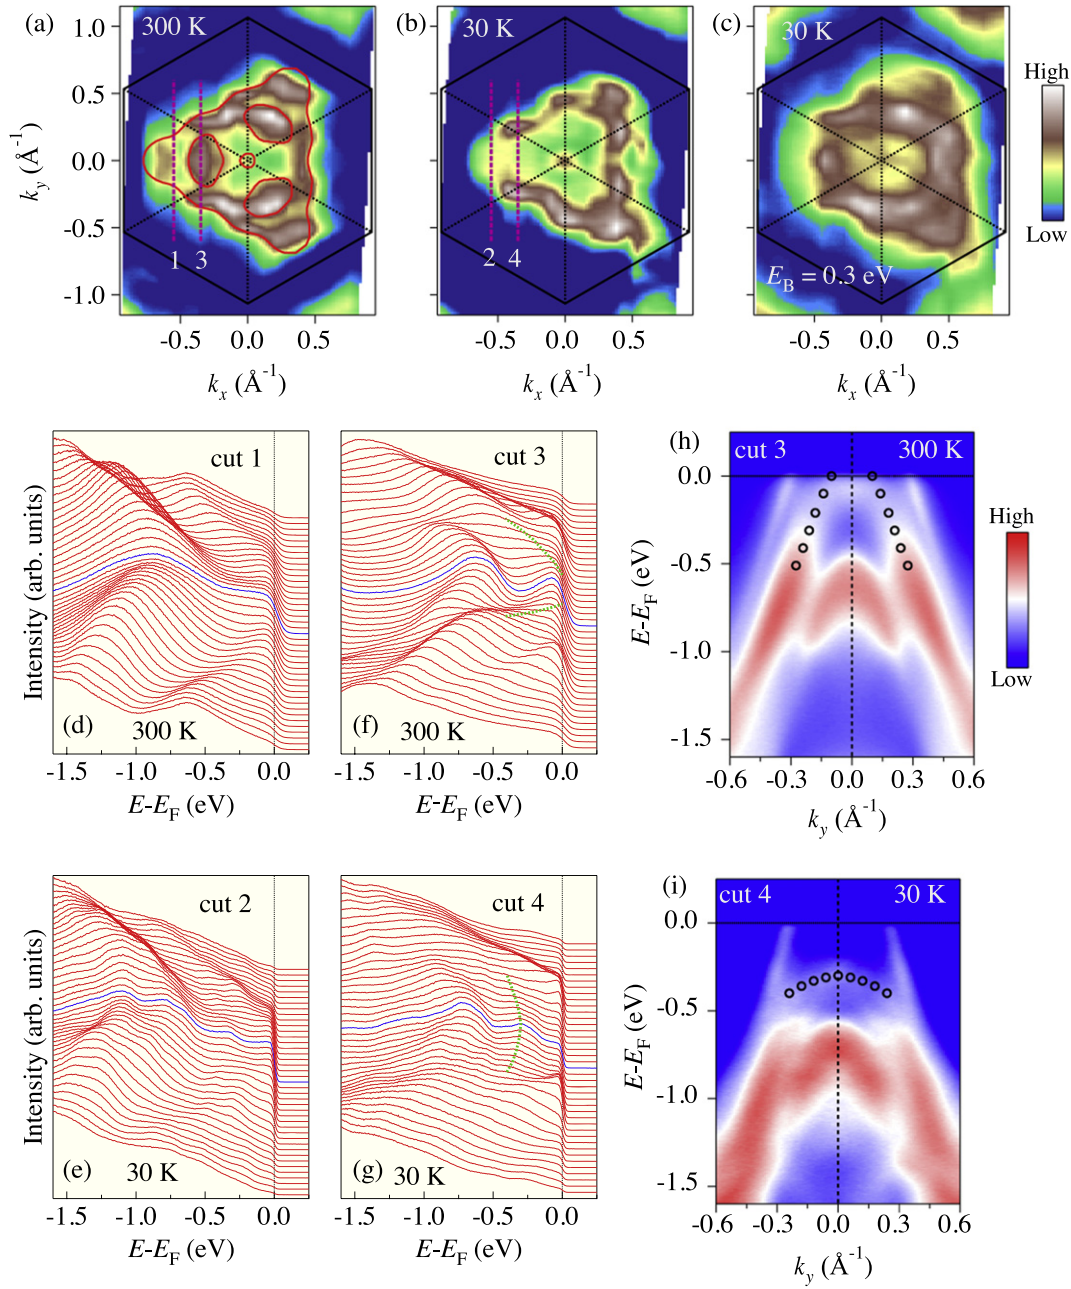 (a) 300 K
(b) 30 K
(c) 30 K
High
Low
k_y (Å⁻¹)
1.0
0.5
0.0
-0.5
-1.0
1 3
2 4
E_B = 0.3 eV
-0.5 0.0 0.5
-0.5 0.0 0.5
-0.5 0.0 0.5
k_x (Å⁻¹)
k_x (Å⁻¹)
k_x (Å⁻¹)
Intensity (arb. units)
cut 1
(d) 300 K
-1.5 -1.0 -0.5 0.0
E-E_F (eV)
cut 3
(f) 300 K
-1.5 -1.0 -0.5 0.0
E-E_F (eV)
(h)
cut 3 300 K
E-E_F (eV)
0.0
-0.5
-1.0
-1.5
-0.6 -0.3 0.0 0.3 0.6
k_y (Å⁻¹)
High
Low
Intensity (arb. units)
cut 2
(e) 30 K
-1.5 -1.0 -0.5 0.0
E-E_F (eV)
cut 4
(g) 30 K
-1.5 -1.0 -0.5 0.0
E-E_F (eV)
(i)
cut 4 30 K
E-E_F (eV)
0.0
-0.5
-1.0
-1.5
-0.6 -0.3 0.0 0.3 0.6
k_y (Å⁻¹)